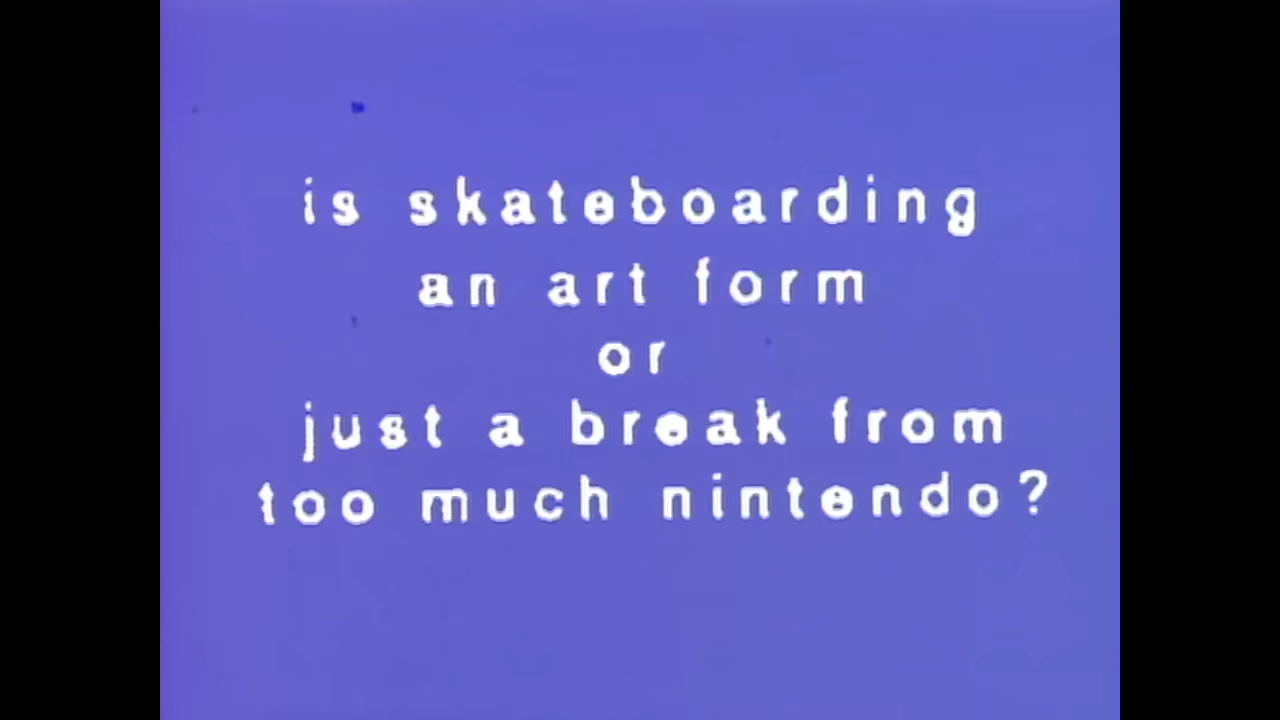 is skateboarding
an art form
or
just a break from
too much nintendo?